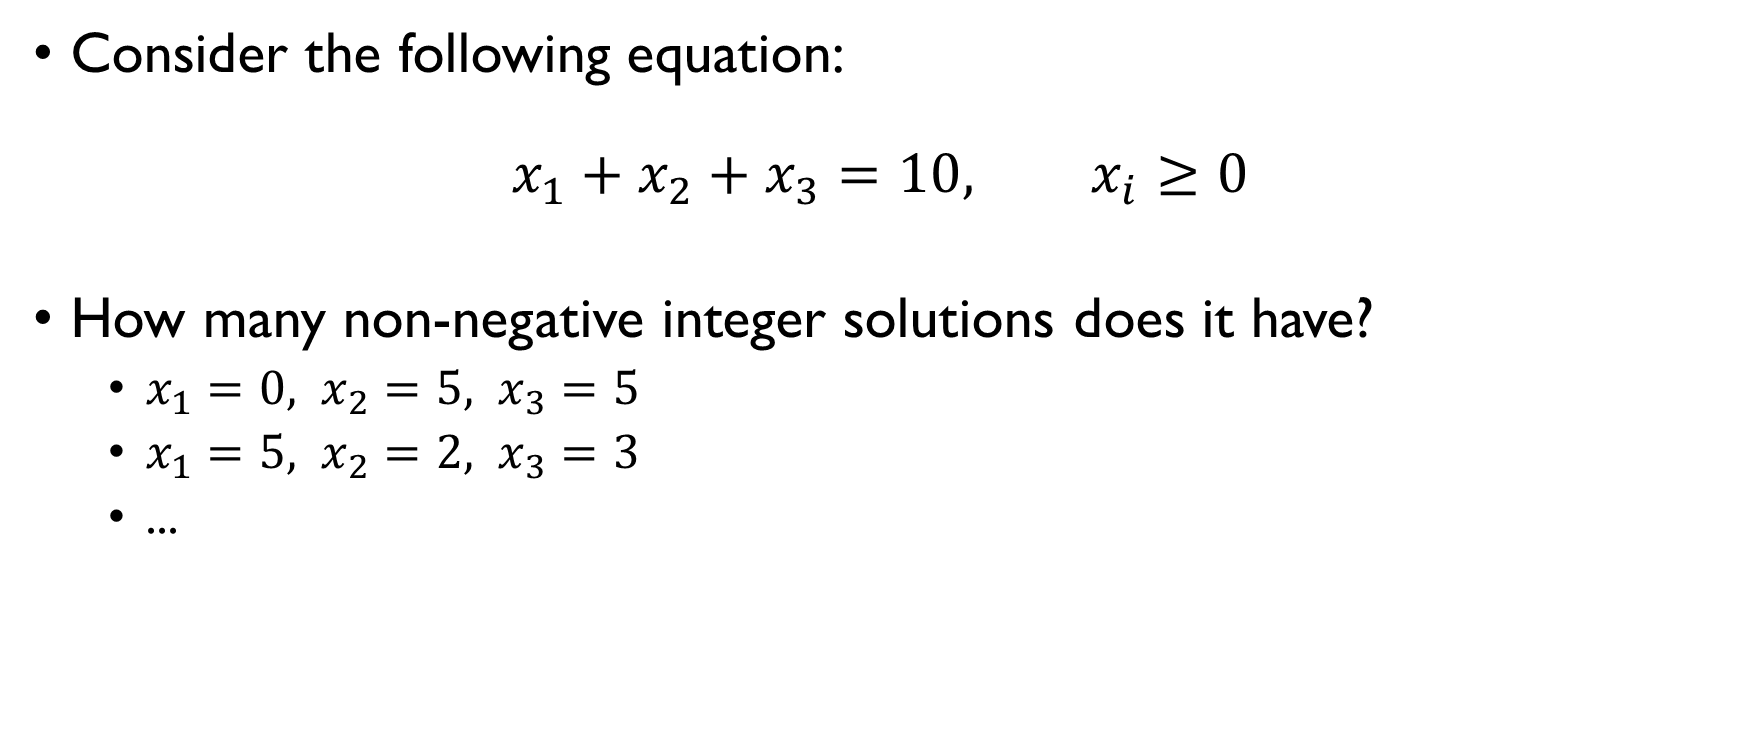 • Consider the following equation:
x₁ + x₂ + x₃ = 10, xᵢ ≥ 0
• How many non-negative integer solutions does it have?
• x₁ = 0, x₂ = 5, x₃ = 5
• x₁ = 5, x₂ = 2, x₃ = 3
• ...